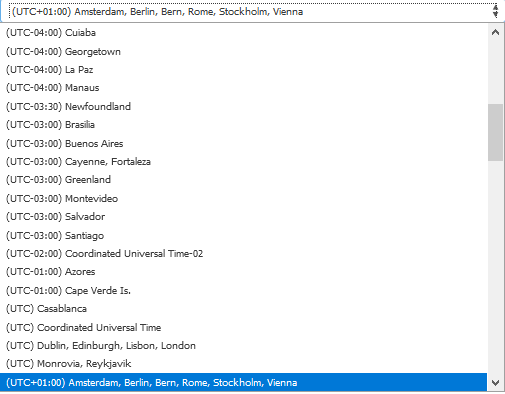 (UTC+01:00) Amsterdam, Berlin, Bern, Rome, Stockholm, Vienna
(UTC-04:00) Cuiaba
(UTC-04:00) Georgetown
(UTC-04:00) La Paz
(UTC-04:00) Manaus
(UTC-03:30) Newfoundland
(UTC-03:00) Brasilia
(UTC-03:00) Buenos Aires
(UTC-03:00) Cayenne, Fortaleza
(UTC-03:00) Greenland
(UTC-03:00) Montevideo
(UTC-03:00) Salvador
(UTC-03:00) Santiago
(UTC-02:00) Coordinated Universal Time-02
(UTC-01:00) Azores
(UTC-01:00) Cape Verde Is.
(UTC) Casablanca
(UTC) Coordinated Universal Time
(UTC) Dublin, Edinburgh, Lisbon, London
(UTC) Monrovia, Reykjavik
(UTC+01:00) Amsterdam, Berlin, Bern, Rome, Stockholm, Vienna